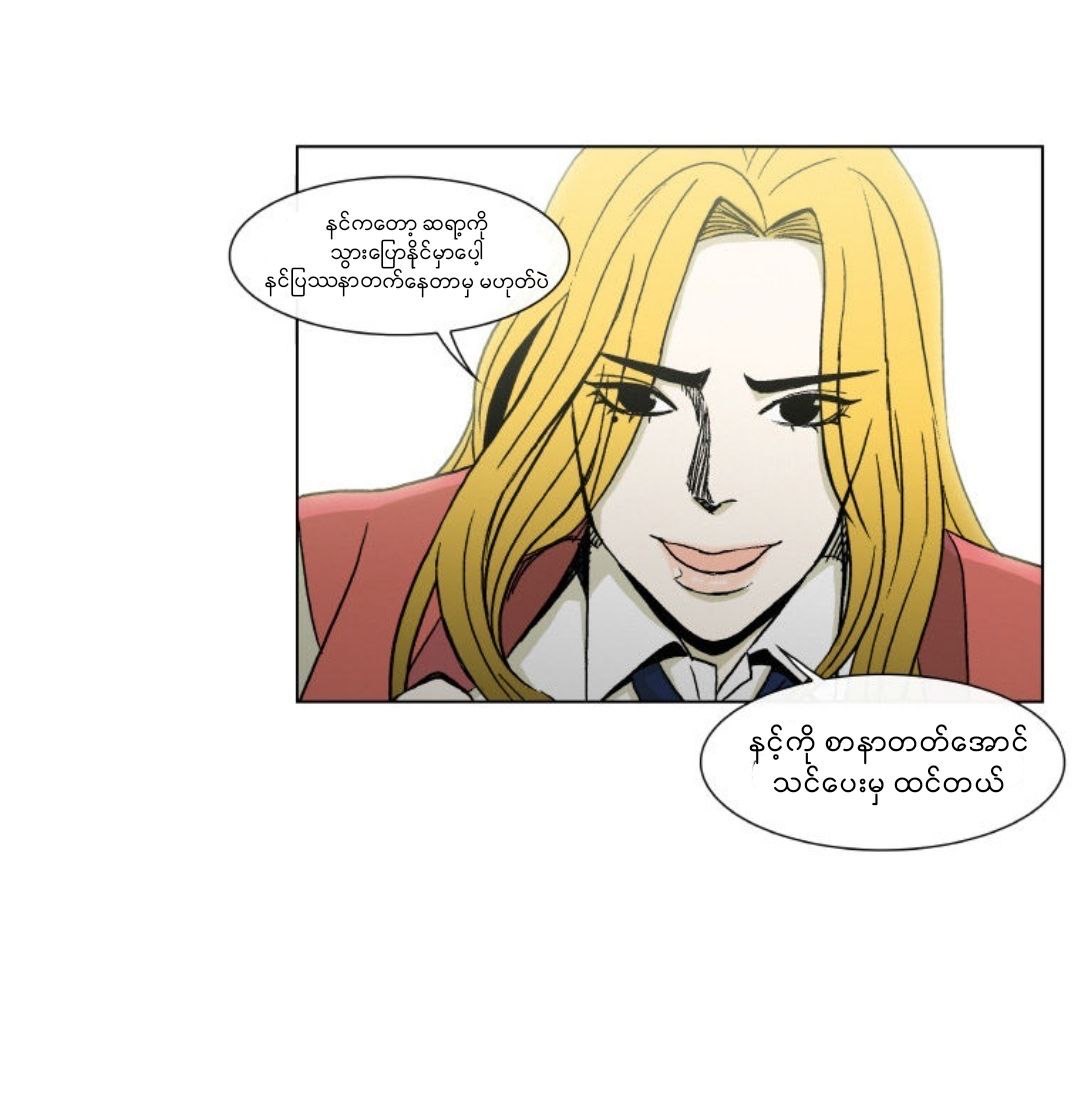 နင်ကတော့ ဆရာ့ကို
သွားပြောနိုင်မှာပေါ့
နင်ပြဿနာတက်နေတာမှ မဟုတ်ပဲ
နင့်ကို စာနာတတ်အောင်
သင်ပေးမှ ထင်တယ်